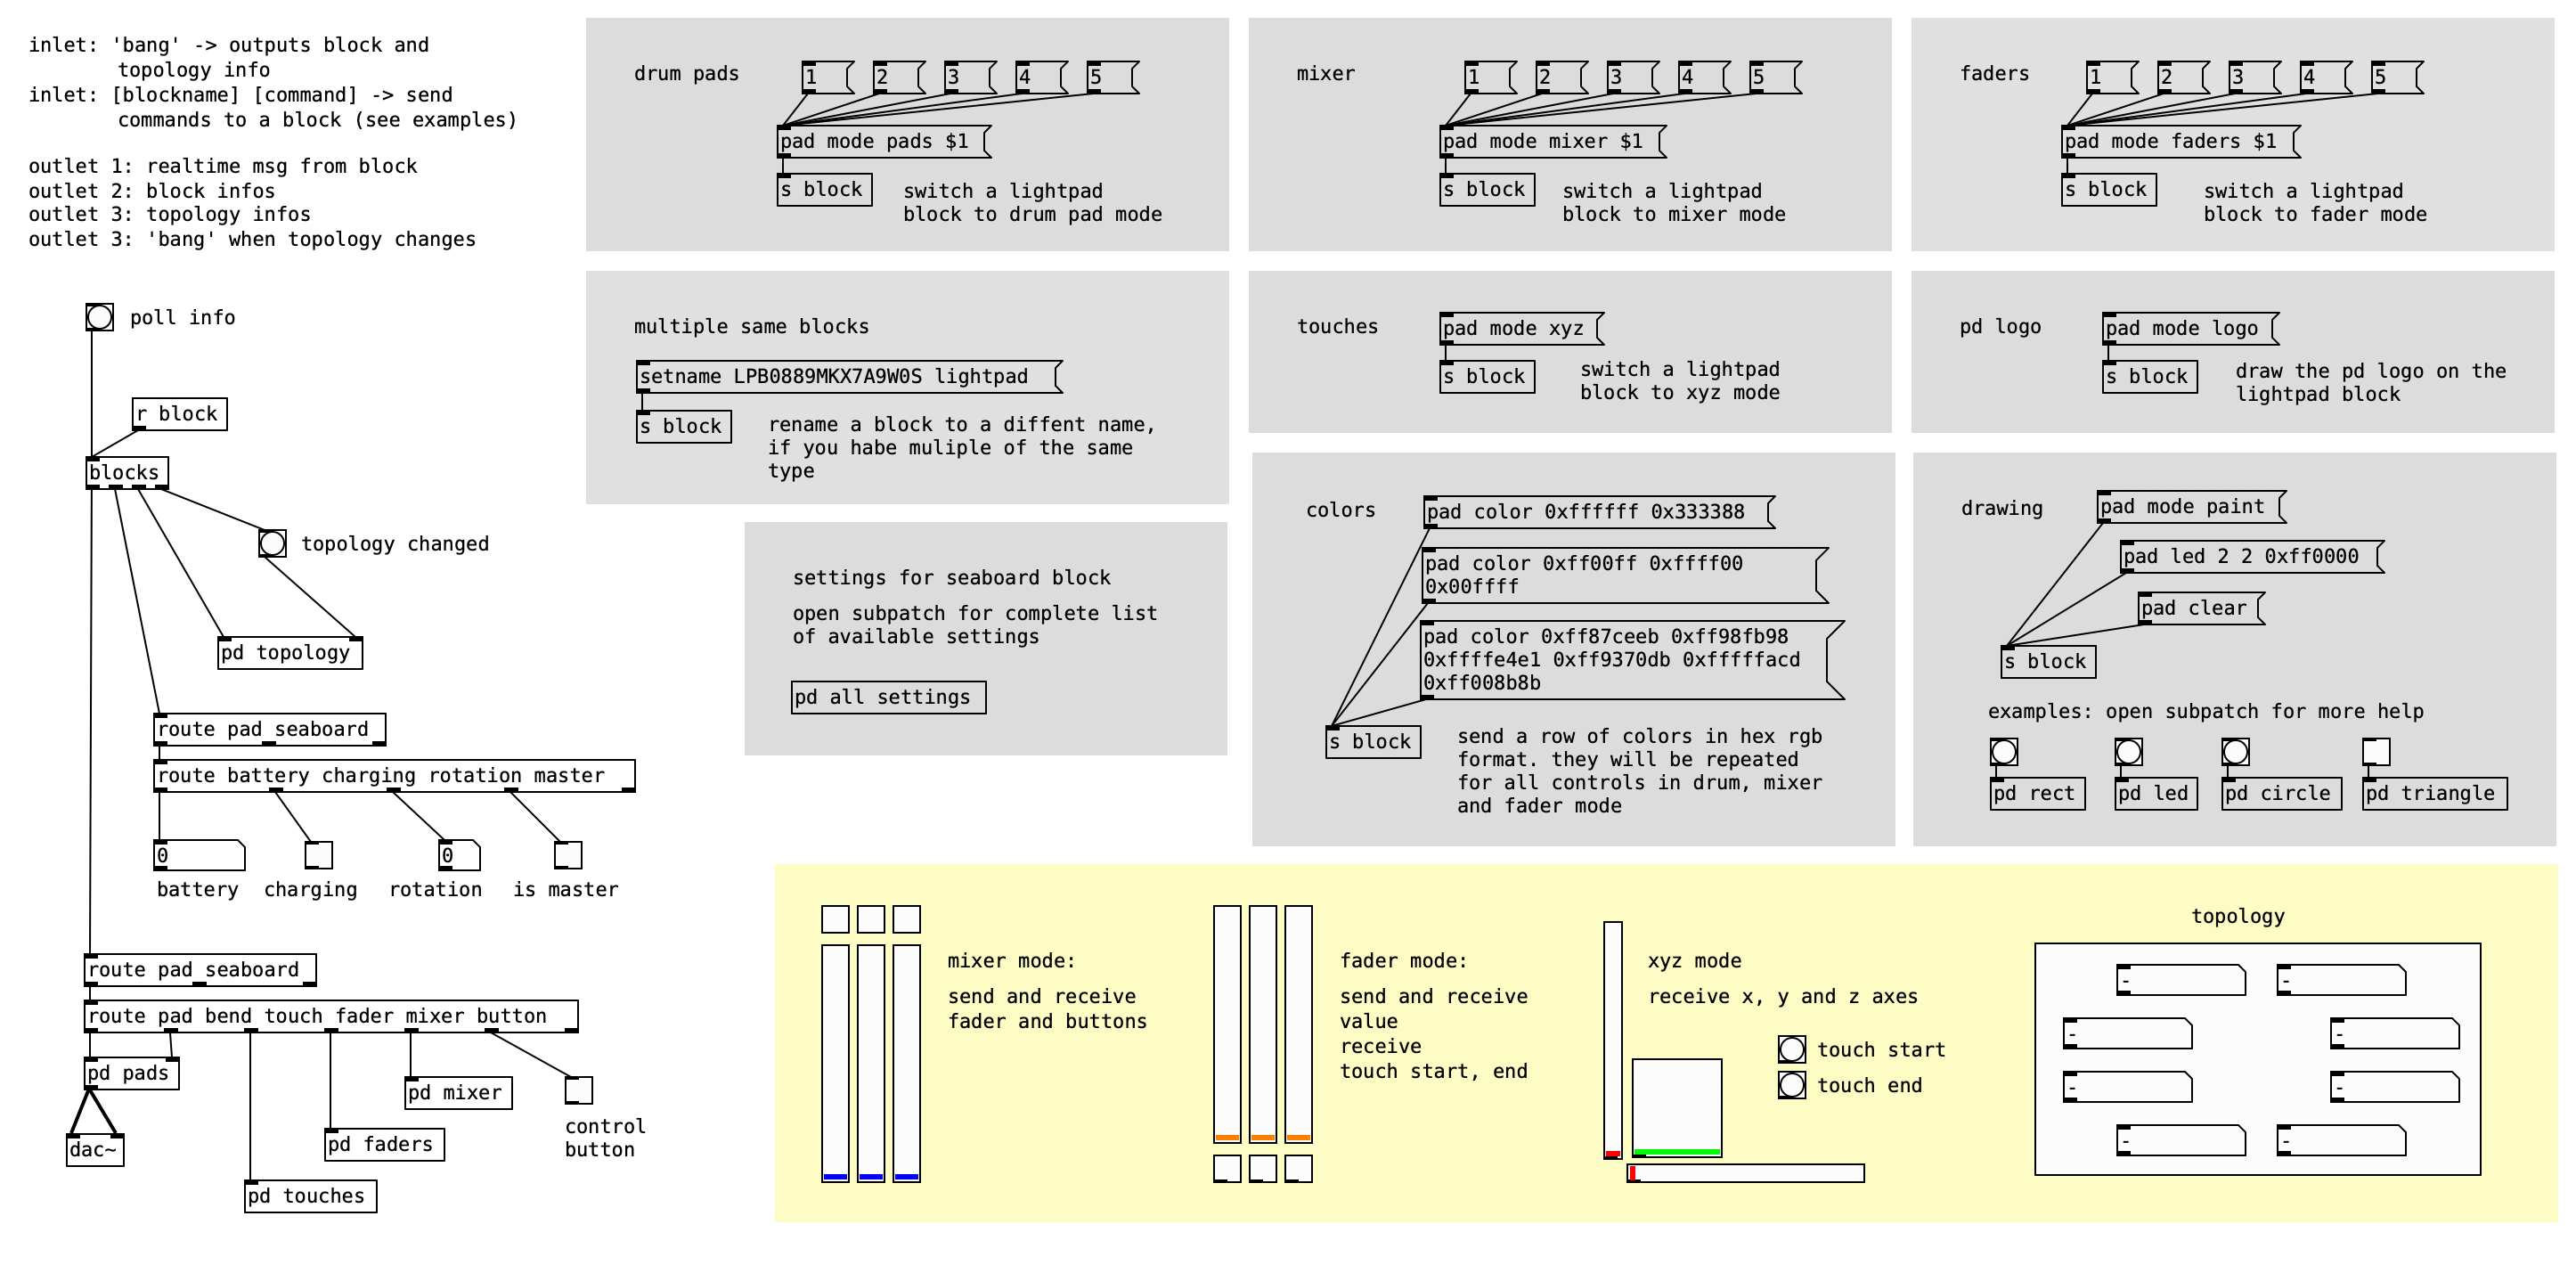 inlet: 'bang' -> outputs block and
topology info
inlet: [blockname] [command] -> send
commands to a block (see examples)
outlet 1: realtime msg from block
outlet 2: block infos
outlet 3: topology infos
outlet 3: 'bang' when topology changes
poll info
r block
blocks
topology changed
pd topology
route pad seaboard
route battery charging rotation master
0
0
battery
charging
rotation
is master
route pad seaboard
route pad bend touch fader mixer button
pd pads
pd mixer
dac~
pd faders
control
button
pd touches
drum pads
1
2
3
4
5
pad mode pads $1
s block
switch a lightpad
block to drum pad mode
mixer
1
2
3
4
5
pad mode mixer $1
s block
switch a lightpad
block to mixer mode
faders
1
2
3
4
5
pad mode faders $1
s block
switch a lightpad
block to fader mode
multiple same blocks
setname LPB0889MKX7A9W0S lightpad
s block
rename a block to a diffent name,
if you habe muliple of the same
type
touches
pad mode xyz
s block
switch a lightpad
block to xyz mode
pd logo
pad mode logo
s block
draw the pd logo on the
lightpad block
settings for seaboard block
open subpatch for complete list
of available settings
pd all settings
colors
pad color 0xffffff 0x333388
pad color 0xff00ff 0xffff00
0x00ffff
pad color 0xff87ceeb 0xff98fb98
0xffffe4e1 0xff9370db 0xfffffacd
0xff008b8b
s block
send a row of colors in hex rgb
format. they will be repeated
for all controls in drum, mixer
and fader mode
drawing
pad mode paint
pad led 2 2 0xff0000
pad clear
s block
examples: open subpatch for more help
pd rect
pd led
pd circle
pd triangle
mixer mode:
send and receive
fader and buttons
fader mode:
send and receive
value
receive
touch start, end
xyz mode
receive x, y and z axes
touch start
touch end
topology
-
-
-
-
-
-
-
-